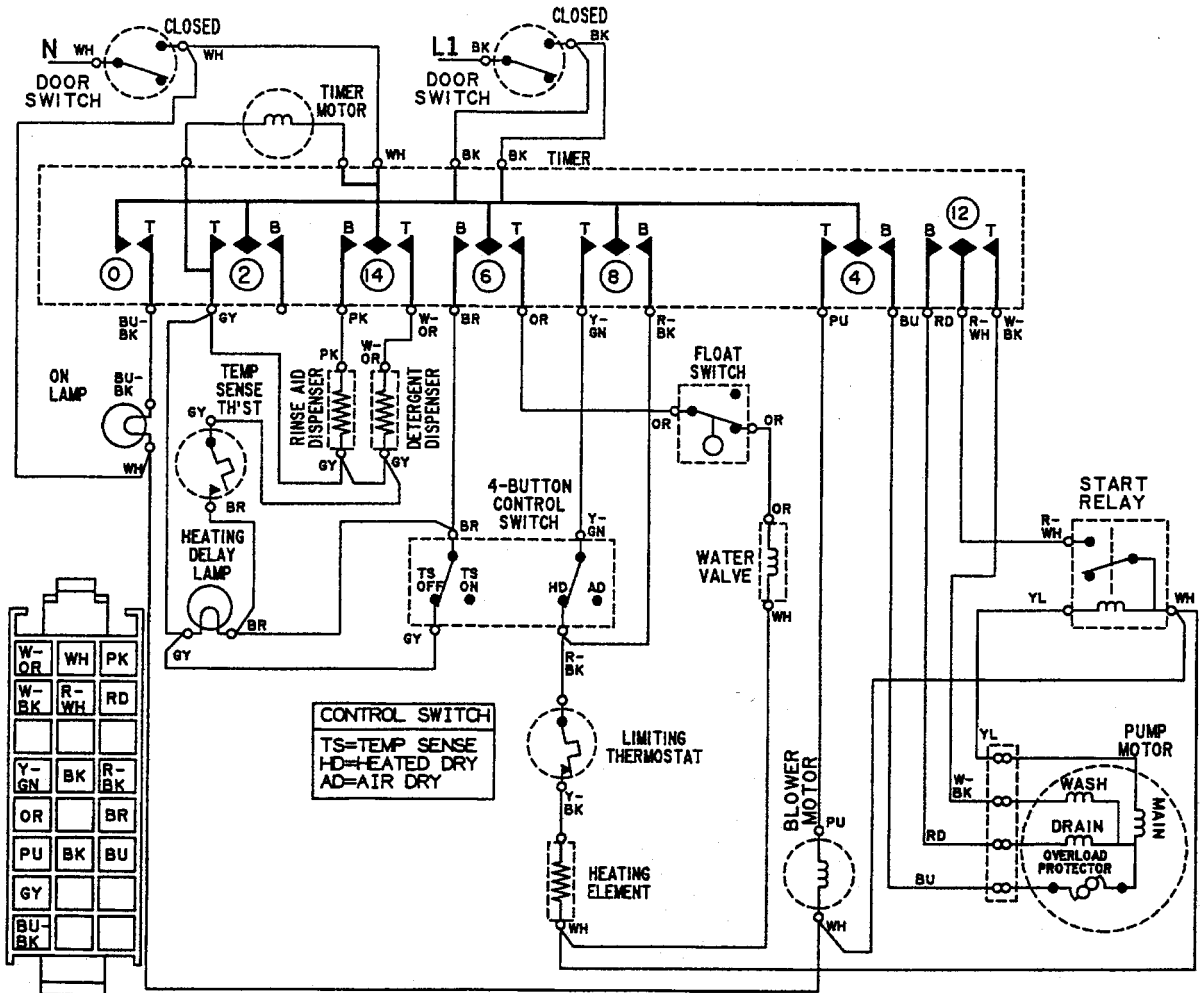 CLOSED
CLOSED
N WH
WH
L1 BK
BK
DOOR
SWITCH
DOOR
SWITCH
TIMER
MOTOR
WH
BK
BK
TIMER
T T B B T B T T B T B B T
0 2 14 6 8 4 12
BU-
BK
GY
PK
W-
OR
BR
OR
Y-
GN
R-
BK
PU
BU
RD
R-
WH
W-
BK
ON
LAMP
BU-
BK
WH
TEMP
SENSE
TH'ST
GY
BR
PK
W-
OR
RINSE AID
DISPENSER
DETERGENT
DISPENSER
GY
GY
FLOAT
SWITCH
OR
OR
4-BUTTON
CONTROL
SWITCH
BR
Y-
GN
TS
OFF
TS
ON
HD
AD
GY
R-
BK
HEATING
DELAY
LAMP
BR
GY
OR
WATER
VALVE
WH
START
RELAY
R-
WH
YL
WH
W-
OR
WH
PK
W-
BK
R-
WH
RD
Y-
GN
BK
R-
BK
OR
BR
PU
BK
BU
GY
BU-
BK
CONTROL SWITCH
TS=TEMP SENSE
HD=HEATED DRY
AD=AIR DRY
LIMITING
THERMOSTAT
Y-
BK
HEATING
ELEMENT
WH
BLOWER
MOTOR
PU
WH
YL
PUMP
MOTOR
W-
BK
WASH
MAIN
RD
DRAIN
OVERLOAD
PROTECTOR
BU